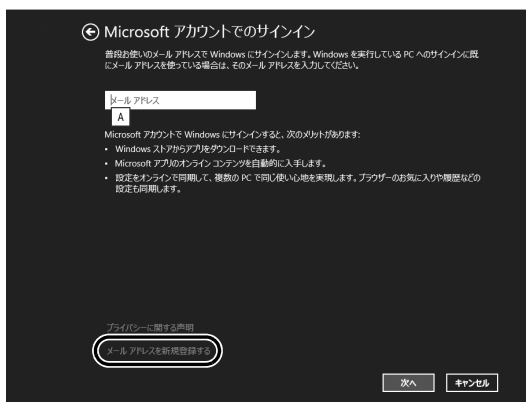 Microsoft アカウントでのサインイン
普段お使いのメール アドレスで Windows にサインインします。Windows を実行している PC へのサインインに既
にメール アドレスを使っている場合は、そのメール アドレスを入力してください。
メール アドレス
A
Microsoft アカウントで Windows にサインインすると、次のメリットがあります:
• Windows ストアからアプリをダウンロードできます。
• Microsoft アプリのオンライン コンテンツを自動的に入手します。
• 設定をオンラインで同期して、複数の PC で同じ使い心地を実現します。ブラウザーのお気に入りや履歴などの
設定も同期します。
プライバシーに関する声明
メール アドレスを新規登録する
次へ
キャンセル